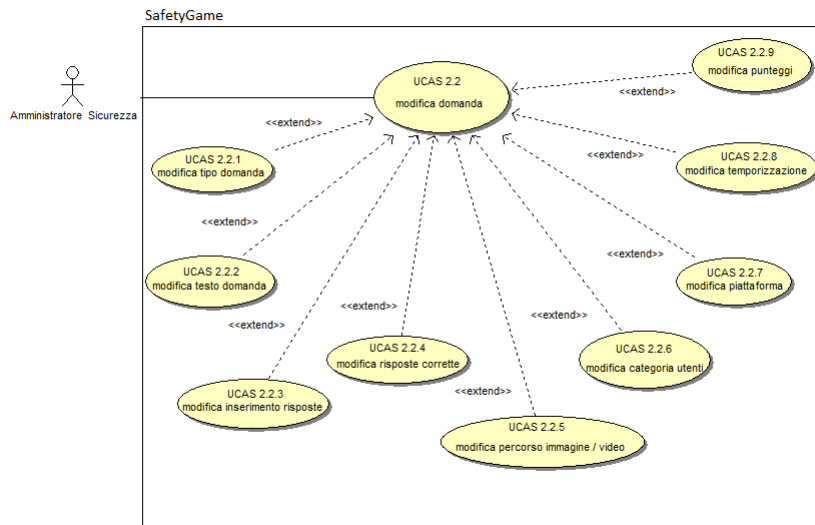 SafetyGame
Amministratore Sicurezza
UCAS 2.2
modifica domanda
UCAS 2.2.9
modifica punteggi
<<extend>>
<<extend>>
UCAS 2.2.1
modifica tipo domanda
<<extend>>
UCAS 2.2.8
modifica temporizzazione
<<extend>>
UCAS 2.2.2
modifica testo domanda
<<extend>>
UCAS 2.2.7
modifica piattaforma
<<extend>>
UCAS 2.2.3
modifica inserimento risposte
<<extend>>
UCAS 2.2.4
modifica risposte corrette
<<extend>>
UCAS 2.2.6
modifica categoria utenti
<<extend>>
UCAS 2.2.5
modifica percorso immagine / video